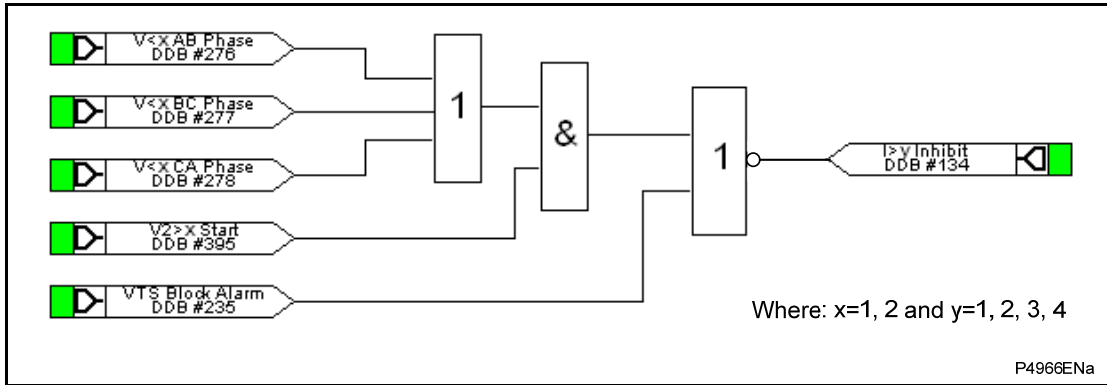 V<x AB Phase
DDB #276
V<x BC Phase
DDB #277
V<x CA Phase
DDB #278
V2>x Start
DDB #395
VTS Block Alarm
DDB #235
1
&
1
I>y Inhibit
DDB #134
Where: x=1, 2 and y=1, 2, 3, 4
P4966ENa